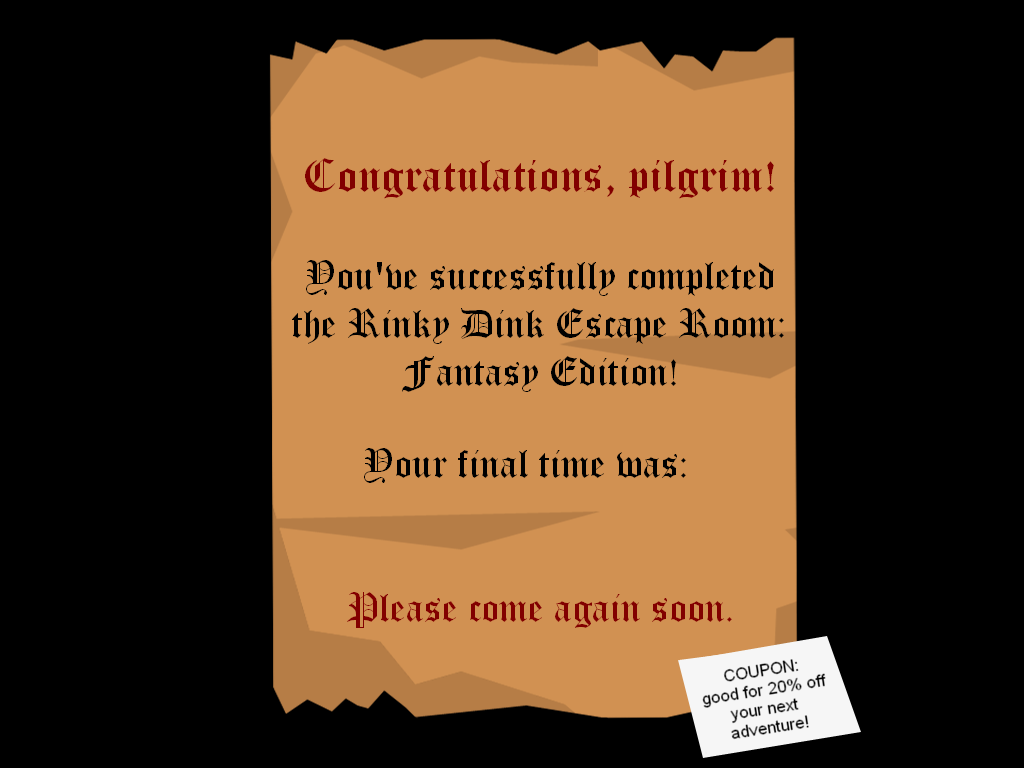 Congratulations, pilgrim!
You've successfully completed
the Rinky Dink Escape Room:
Fantasy Edition!
Your final time was:
Please come again soon.
COUPON:
good for 20% off
your next
adventure!